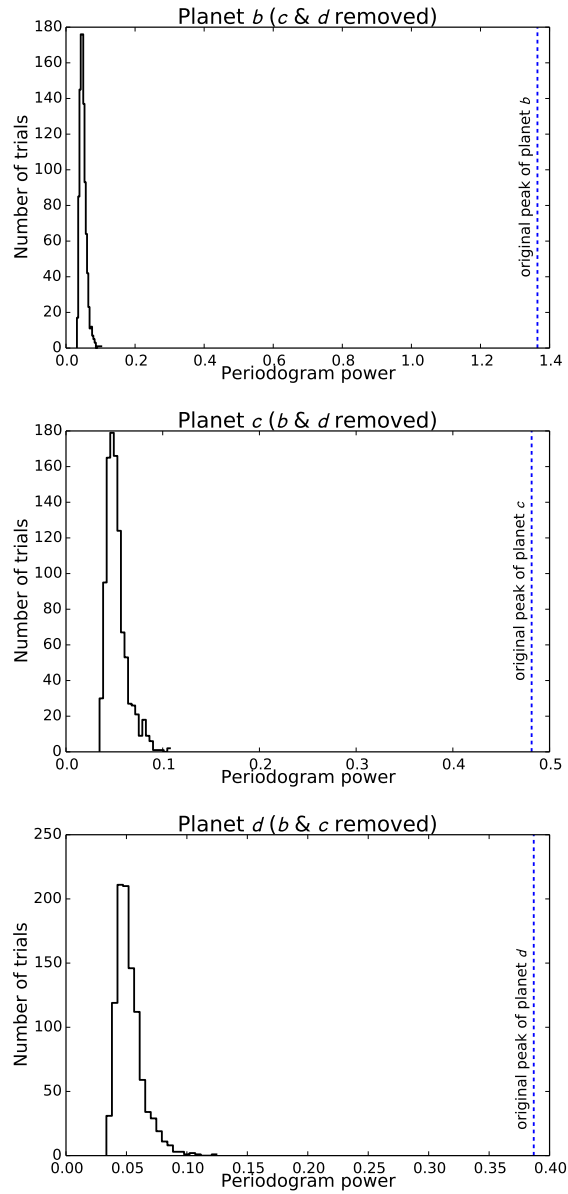 Planet b (c & d removed)
180
160
140
120
100
80
60
40
20
0
Number of trials
original peak of planet b
0.0 0.2 0.4 0.6 0.8 1.0 1.2 1.4
Periodogram power
Planet c (b & d removed)
180
160
140
120
100
80
60
40
20
0
Number of trials
original peak of planet c
0.0 0.1 0.2 0.3 0.4 0.5
Periodogram power
Planet d (b & c removed)
250
200
150
100
50
0
Number of trials
original peak of planet d
0.00 0.05 0.10 0.15 0.20 0.25 0.30 0.35 0.40
Periodogram power